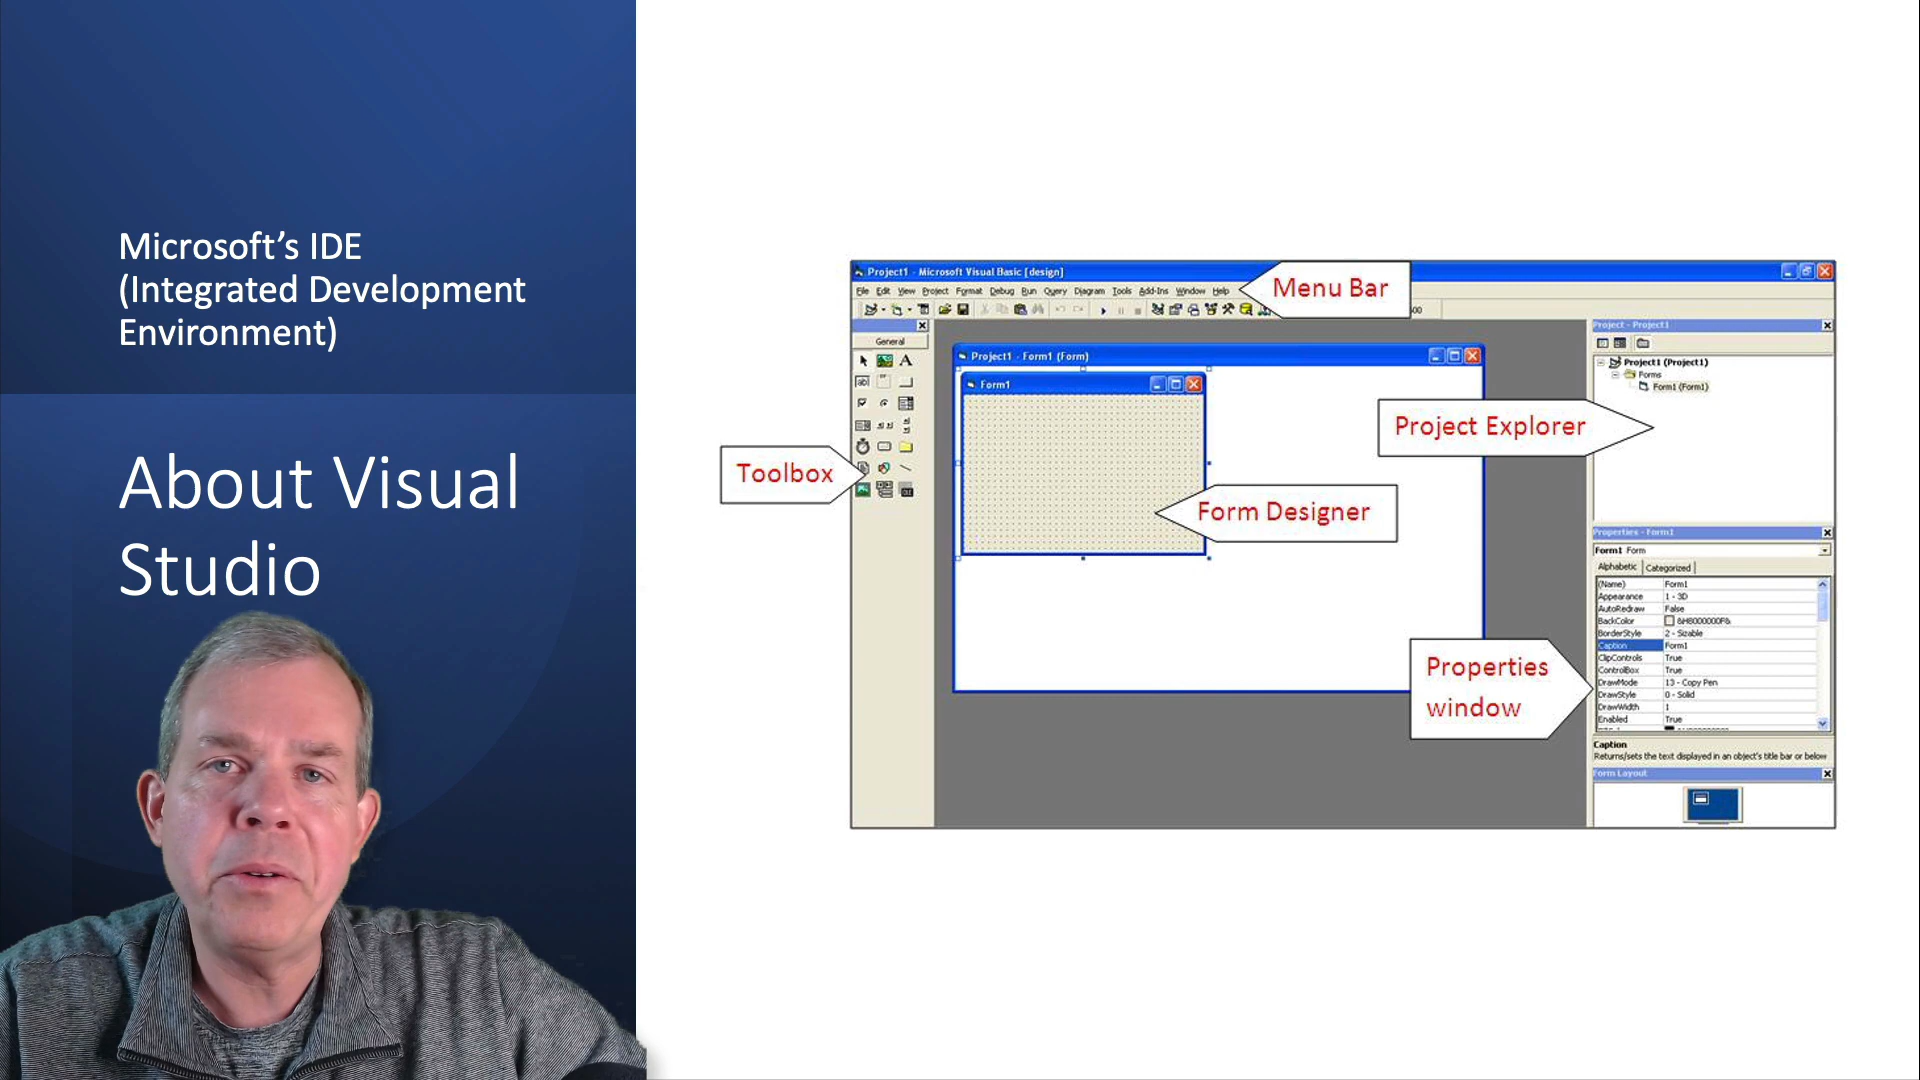 Microsoft’s IDE
(Integrated Development
Environment)
About Visual
Studio
Project1 - Microsoft Visual Basic [design]
File Edit View Project Format Debug Run Query Diagram Tools Add-Ins Window Help
Menu Bar
General
Project1 - Form1 (Form)
Form1
Toolbox
Form Designer
Project - Project1
Project1 (Project1)
Forms
Form1 (Form1)
Project Explorer
Properties - Form1
Form1 Form
Alphabetic Categorized
(Name) Form1
Appearance 1 - 3D
AutoRedraw False
BackColor &H8000000F&
BorderStyle 2 - Sizable
Caption Form1
ClipControls True
ControlBox True
DrawMode 13 - Copy Pen
DrawStyle 0 - Solid
DrawWidth 1
Enabled True
Properties
window
Caption
Returns/sets the text displayed in an object's title bar or below
Form Layout